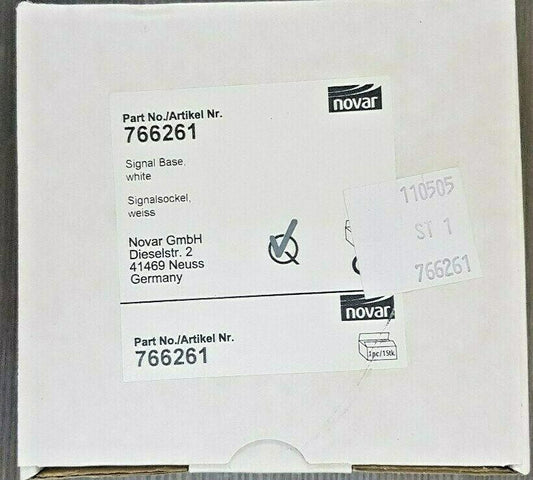 novar
Part No./Artikel Nr.
766261
Signal Base,
white
Signalsockel,
weiss
Novar GmbH
Dieselstr. 2
41469 Neuss
Germany
110505
ST 1
766261
novar
Part No./Artikel Nr.
766261
1pc/1Stk